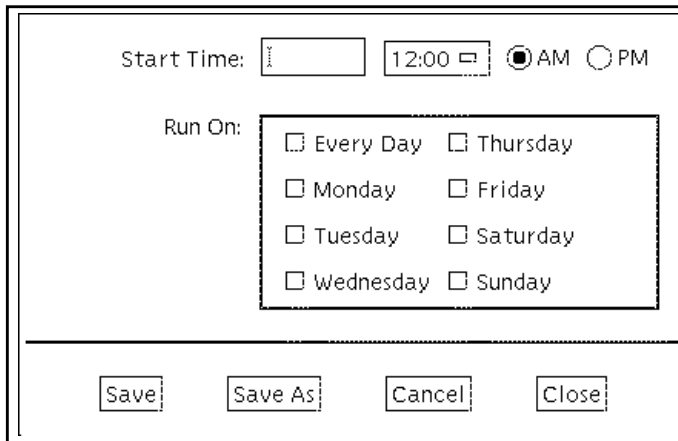 Start Time: 12:00 AM PM
Run On:
Every Day Thursday
Monday Friday
Tuesday Saturday
Wednesday Sunday
Save Save As Cancel Close